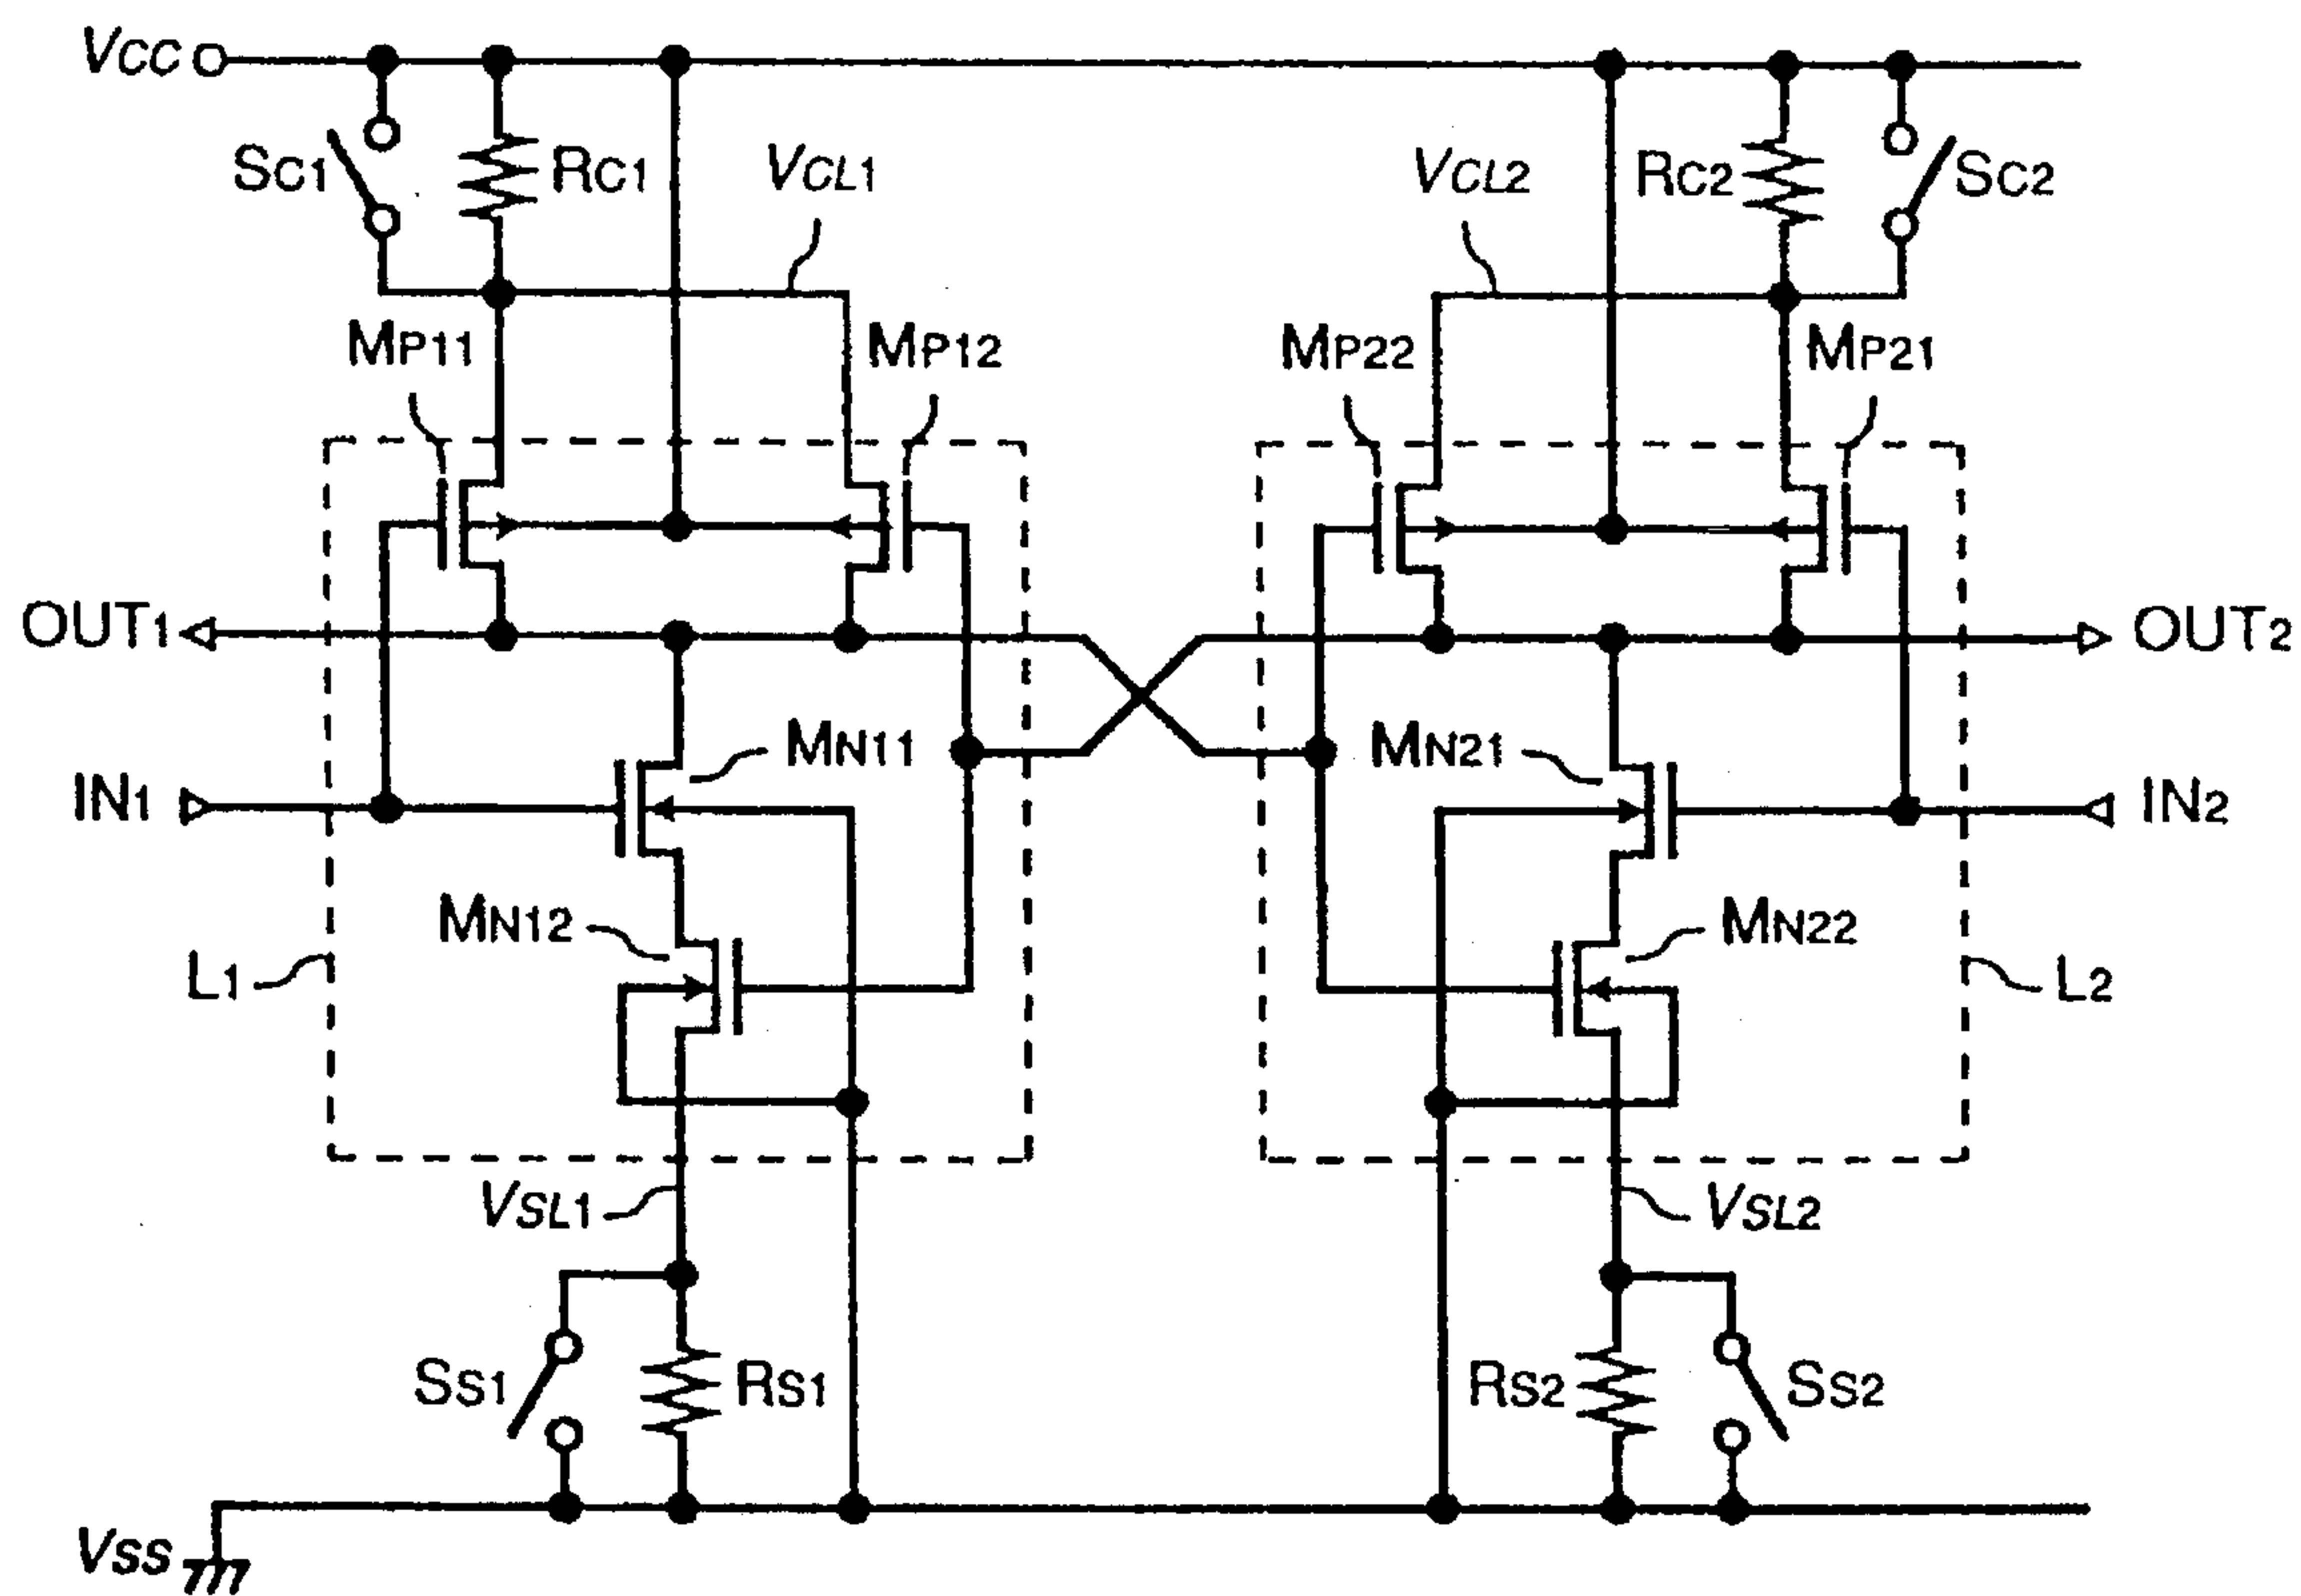 VCC
SC1
RC1
VCL1
VCL2
RC2
SC2
MP11
MP12
MP22
MP21
OUT1
OUT2
MN11
MN21
IN1
IN2
MN12
MN22
L1
L2
VSL1
VSL2
SS1
RS1
RS2
SS2
VSS